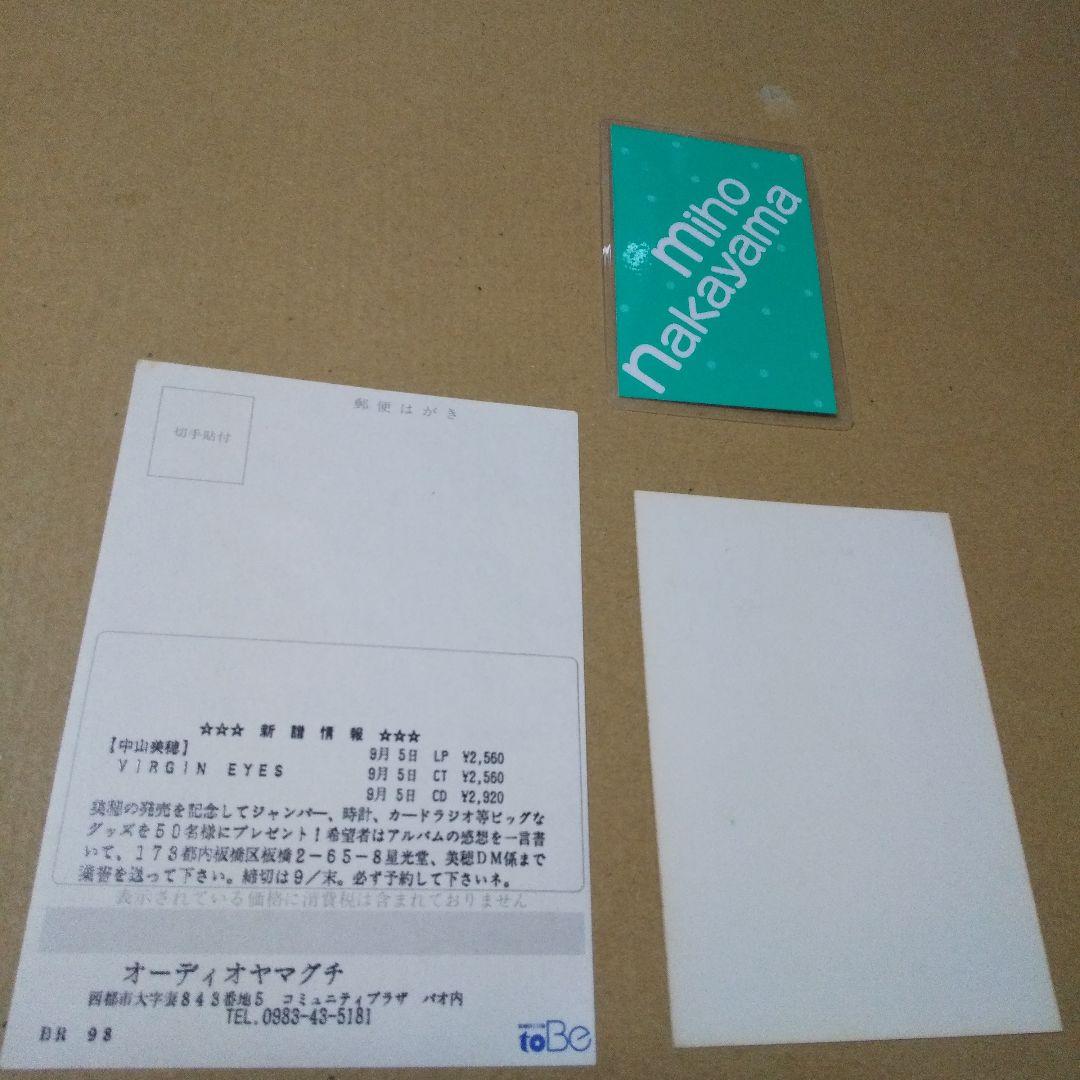 miho
nakayama
郵便はがき
切手貼付
☆☆☆ 新譜情報 ☆☆☆
【中山美穂】
VIRGIN EYES
9月 5日 LP ¥2,560
9月 5日 CT ¥2,560
9月 5日 CD ¥2,920
美穂の発売を記念してジャンパー、時計、カードラジオ等ビッグな
グッズを50名様にプレゼント!希望者はアルバムの感想を一言書
いて、173都内板橋区板橋2-65-8星光堂、美穂DM係まで
葉書を送って下さい。締切は9/末。必ず予約して下さいネ。
表示されている価格に消費税は含まれておりません
オーディオヤマグチ
西都市大字妻843番地5 コミュニティプラザ パオ内
TEL.0983-43-5181
BR 98
toBe